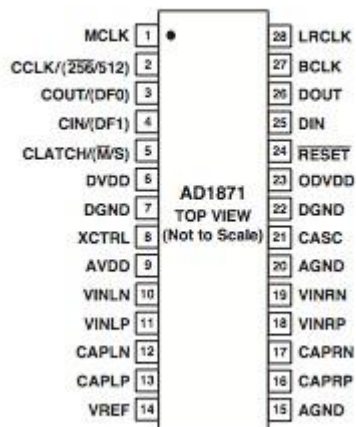 MCLK 1 28 LRCLK
CCLK/(2̅5̅6̅/512) 2 27 BCLK
COUT/(DF0) 3 26 DOUT
CIN/(DF1) 4 25 DIN
CLATCH/(M̅/S) 5 24 R̅E̅S̅E̅T̅
DVDD 6 23 ODVDD
DGND 7 22 DGND
XCTRL 8 21 CASC
AVDD 9 20 AGND
VINLN 10 19 VINRN
VINLP 11 18 VINRP
CAPLN 12 17 CAPRN
CAPLP 13 16 CAPRP
VREF 14 15 AGND
AD1871
TOP VIEW
(Not to Scale)